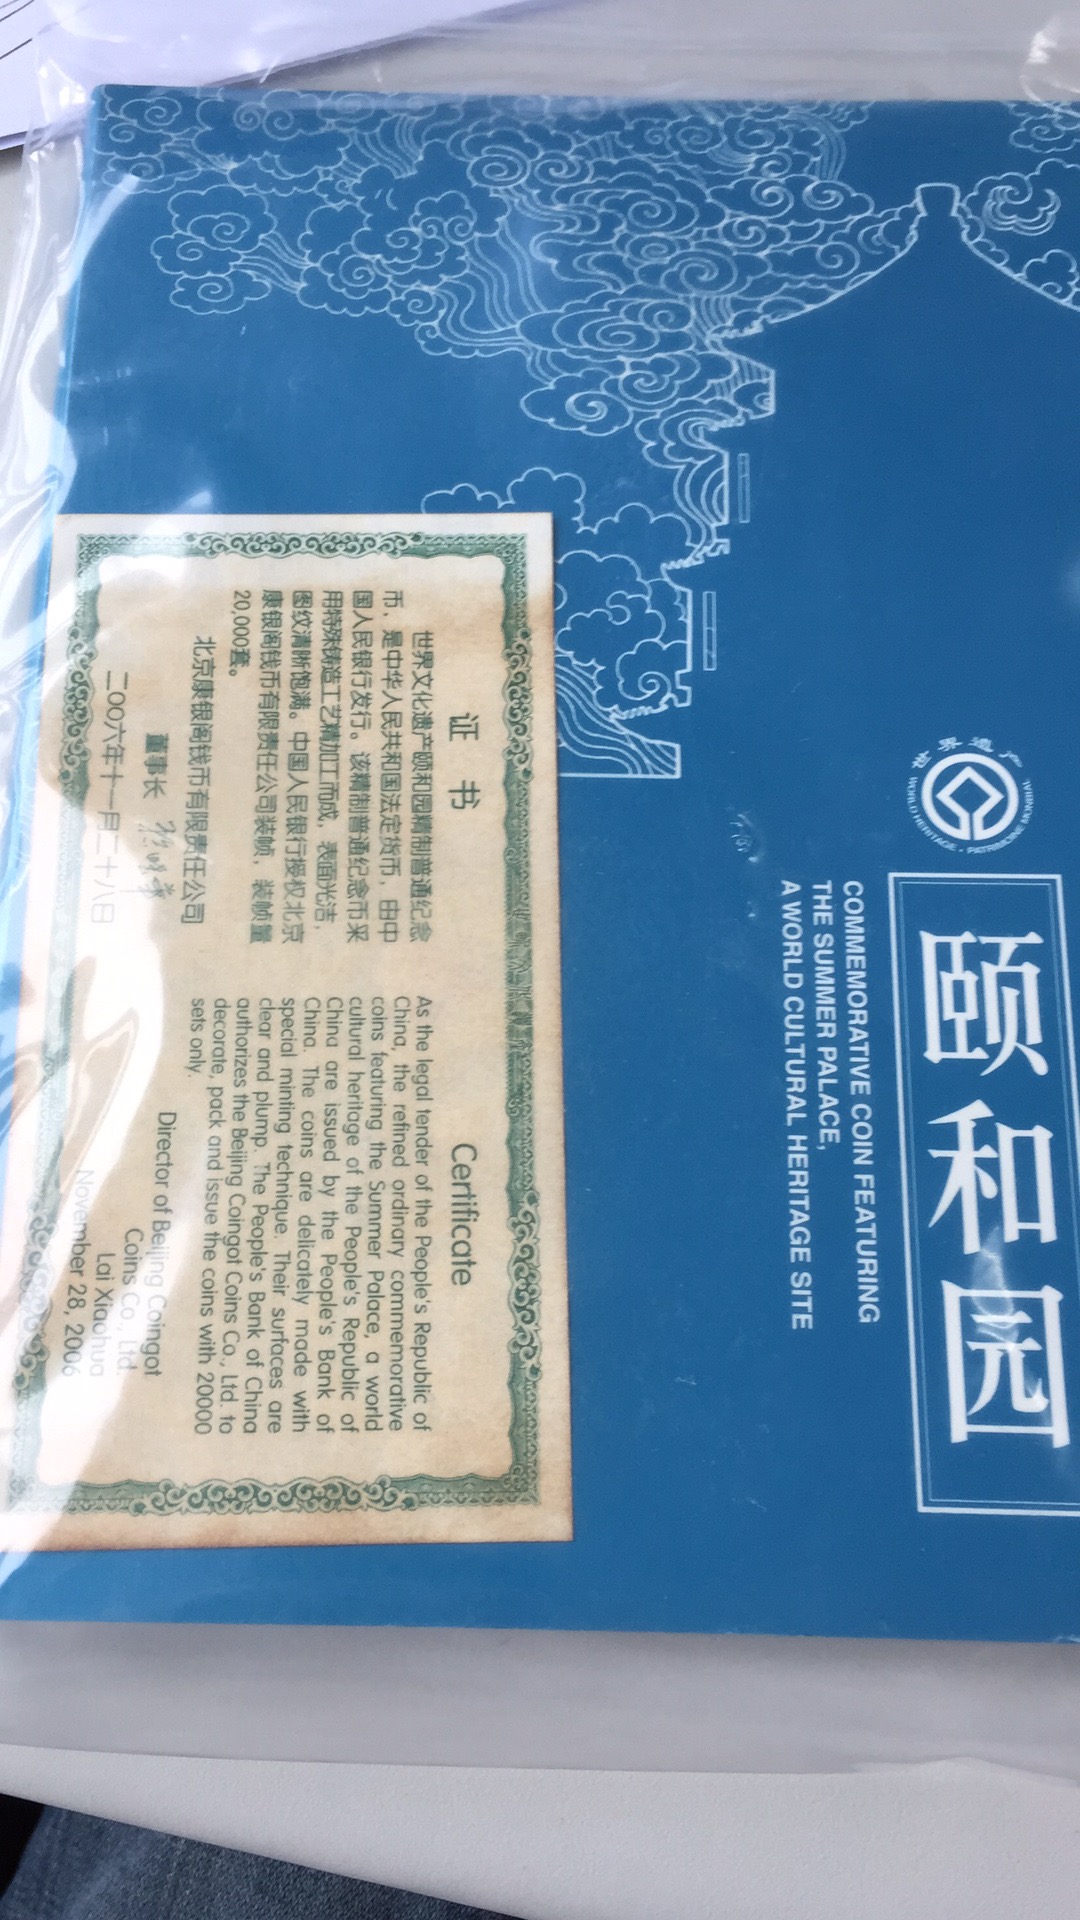 世界遗产
WORLD HERITAGE • PATRIMOINE MONDIAL
颐和园
COMMEMORATIVE COIN FEATURING
THE SUMMER PALACE,
A WORLD CULTURAL HERITAGE SITE
证 书
世界文化遗产颐和园精制普通纪念
币，是中华人民共和国法定货币，由中
国人民银行发行。该精制普通纪念币采
用特殊铸造工艺精加工而成，表面光洁，
图纹清晰饱满。中国人民银行授权北京
康银阁钱币有限责任公司装帧，装帧量
20,000套。
北京康银阁钱币有限责任公司
董事长
二〇〇六年十一月二十八日
Certificate
As the legal tender of the People's Republic of
China, the refined ordinary commemorative
coins featuring the Summer Palace, a world
cultural heritage of the People's Republic of
China are issued by the People's Bank of
China. The coins are delicately made with
special minting technique. Their surfaces are
clear and plump. The People's Bank of China
authorizes the Beijing Coingot Coins Co., Ltd. to
decorate, pack and issue the coins with 20000
sets only.
Director of Beijing Coingot
Coins Co., Ltd.
Lai Xiaohua
November 28, 2006